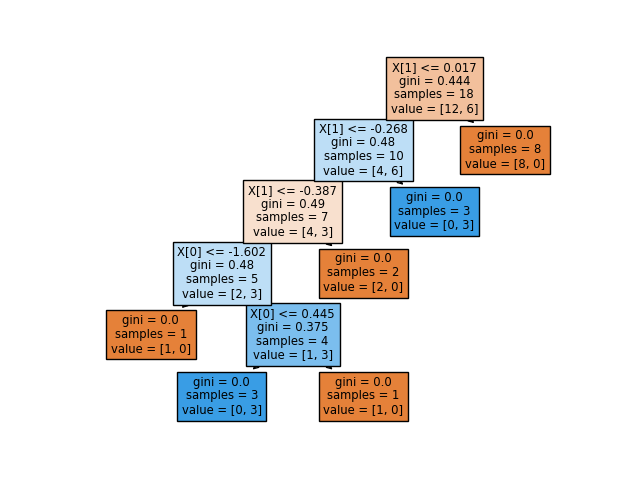 X[1] <= 0.017
gini = 0.444
samples = 18
value = [12, 6]
X[1] <= -0.268
gini = 0.48
samples = 10
value = [4, 6]
gini = 0.0
samples = 8
value = [8, 0]
X[1] <= -0.387
gini = 0.49
samples = 7
value = [4, 3]
gini = 0.0
samples = 3
value = [0, 3]
X[0] <= -1.602
gini = 0.48
samples = 5
value = [2, 3]
gini = 0.0
samples = 2
value = [2, 0]
gini = 0.0
samples = 1
value = [1, 0]
X[0] <= 0.445
gini = 0.375
samples = 4
value = [1, 3]
gini = 0.0
samples = 3
value = [0, 3]
gini = 0.0
samples = 1
value = [1, 0]